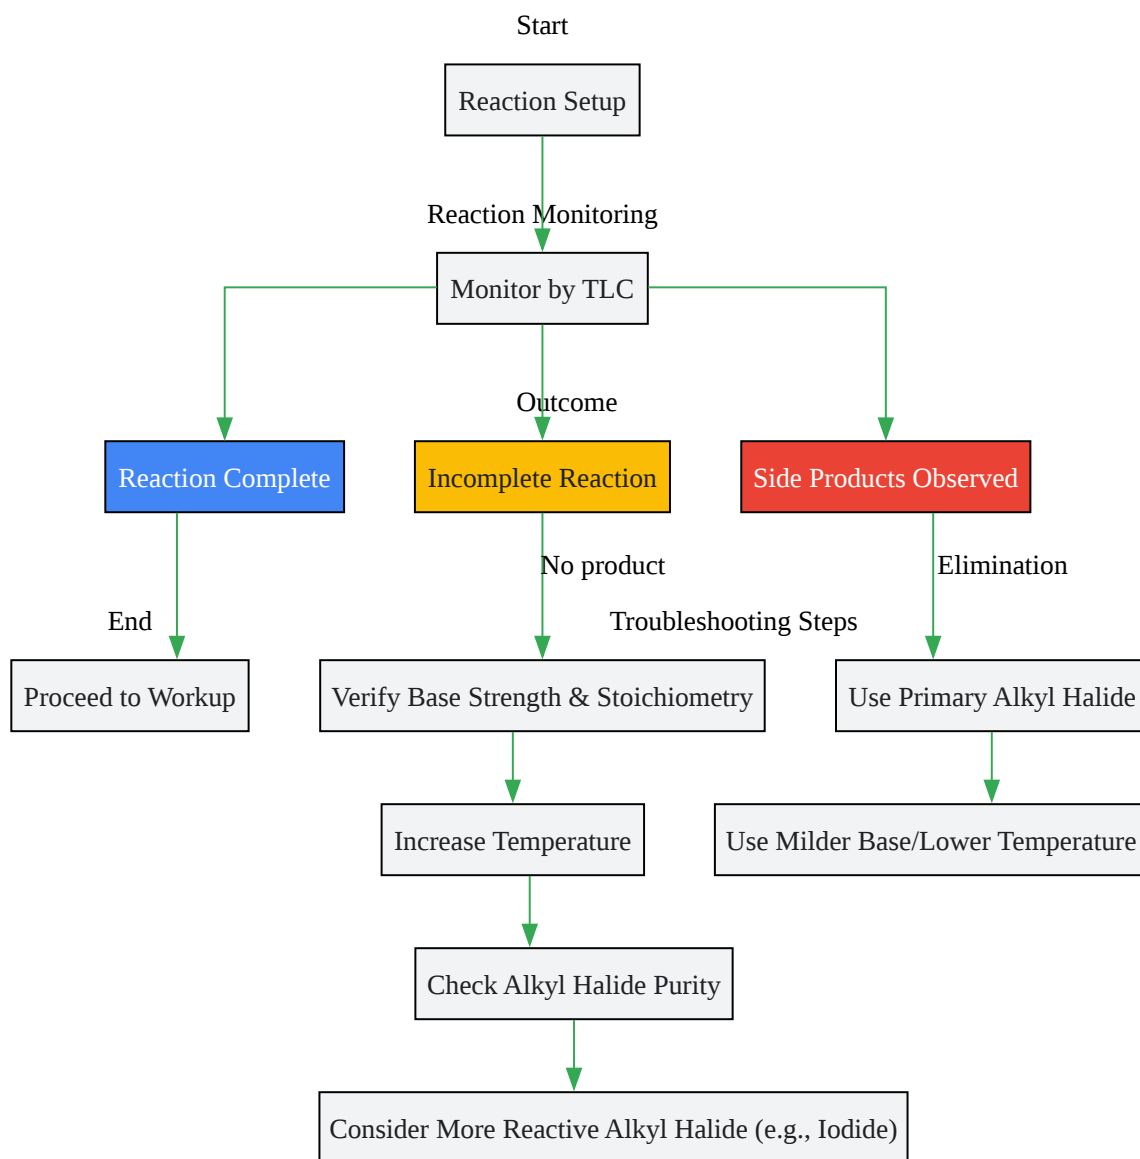 Start
Reaction Setup
Reaction Monitoring
Monitor by TLC
Outcome
Reaction Complete
Incomplete Reaction
Side Products Observed
No product
Elimination
End
Troubleshooting Steps
Proceed to Workup
Verify Base Strength & Stoichiometry
Use Primary Alkyl Halide
Increase Temperature
Use Milder Base/Lower Temperature
Check Alkyl Halide Purity
Consider More Reactive Alkyl Halide (e.g., Iodide)